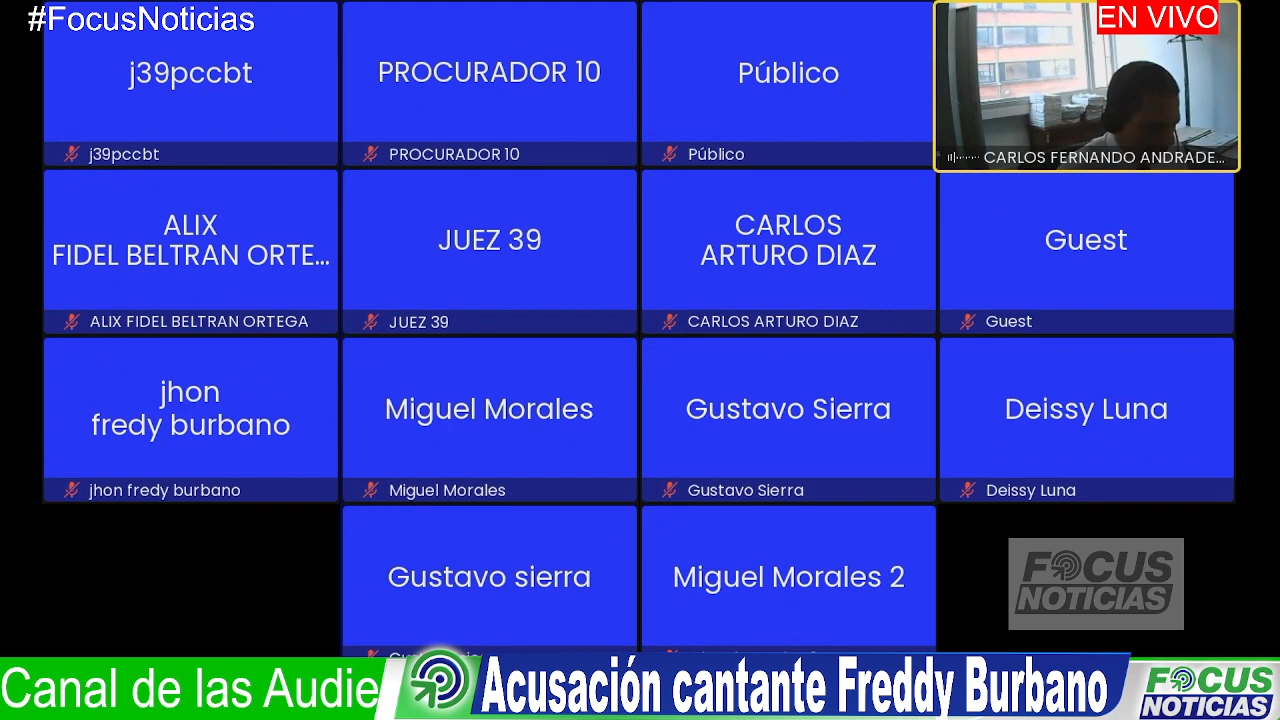 #FocusNoticias
EN VIVO
j39pccbt
PROCURADOR 10
Público
j39pccbt
PROCURADOR 10
Público
CARLOS FERNANDO ANDRADE...
ALIX
FIDEL BELTRAN ORTE...
JUEZ 39
CARLOS
ARTURO DIAZ
Guest
ALIX FIDEL BELTRAN ORTEGA
JUEZ 39
CARLOS ARTURO DIAZ
Guest
jhon
fredy burbano
Miguel Morales
Gustavo Sierra
Deissy Luna
jhon fredy burbano
Miguel Morales
Gustavo Sierra
Deissy Luna
Gustavo sierra
Miguel Morales 2
FOCUS
NOTICIAS
Canal de las Audie
Acusación cantante Freddy Burbano
FOCUS
NOTICIAS